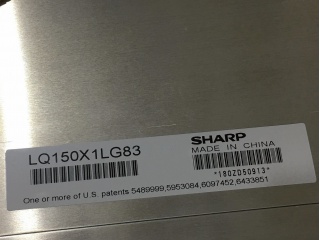 LQ150X1LG83
SHARP
MADE IN CHINA
*180ZD50913*
One or more of U.S. patents 5489999,5953084,6097452,6433851